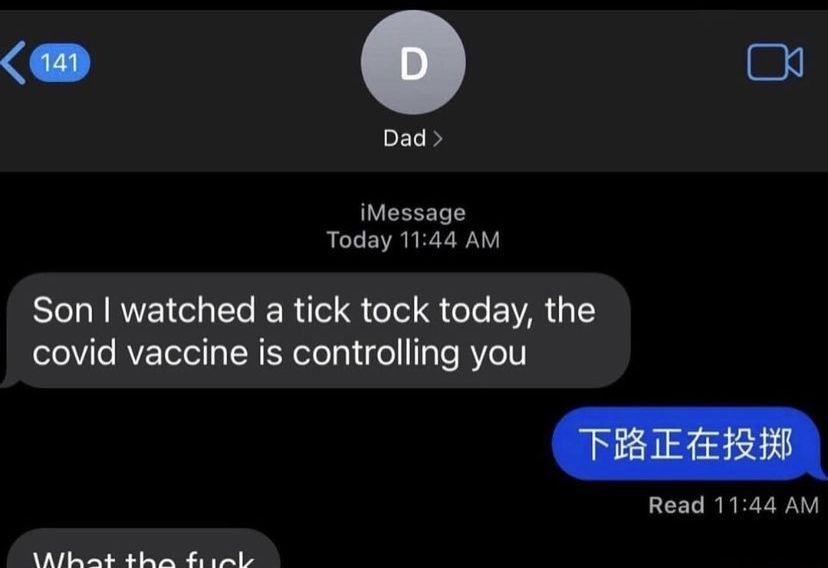 141
D
Dad >
iMessage
Today 11:44 AM
Son I watched a tick tock today, the
covid vaccine is controlling you
下路正在投掷
Read 11:44 AM
What the fuck